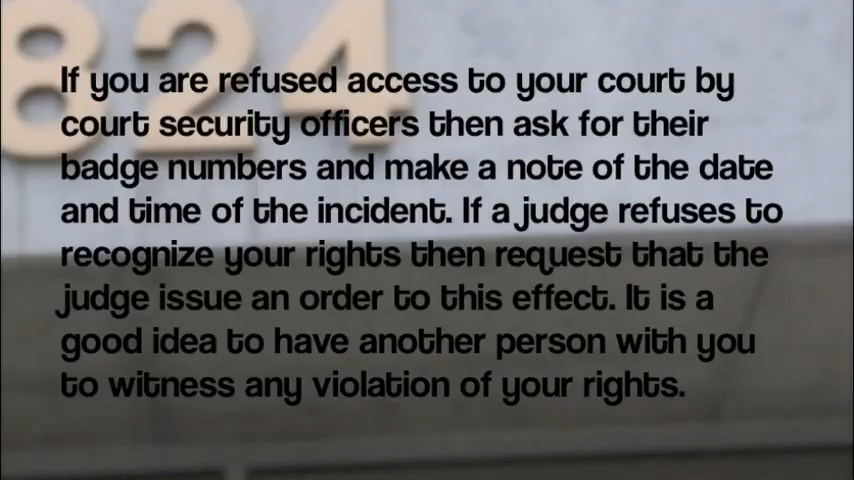 824
If you are refused access to your court by
court security officers then ask for their
badge numbers and make a note of the date
and time of the incident. If a judge refuses to
recognize your rights then request that the
judge issue an order to this effect. It is a
good idea to have another person with you
to witness any violation of your rights.